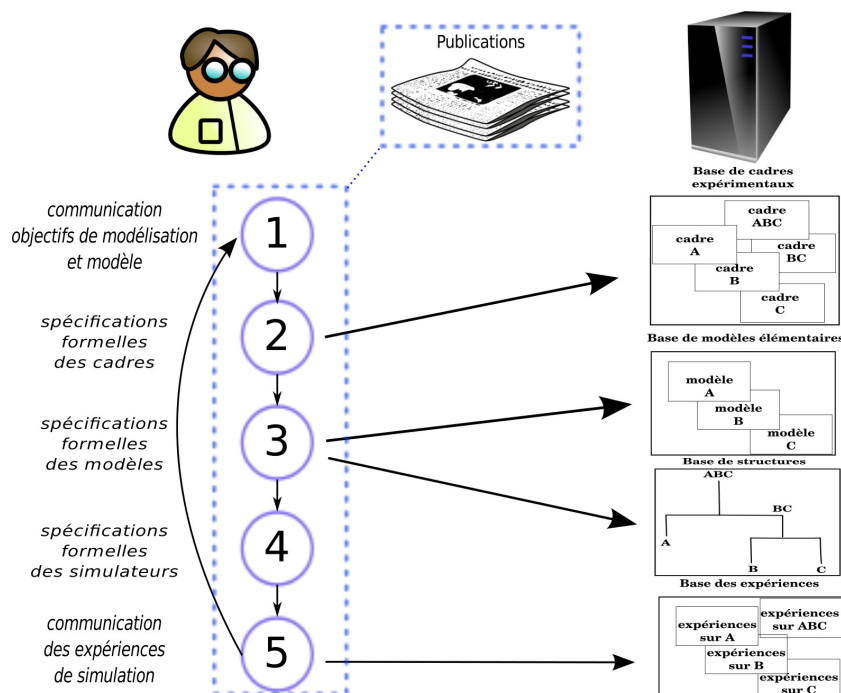 Publications
Base de cadres
expérimentaux
communication
objectifs de modélisation
et modèle
1
cadre
ABC
cadre
A
cadre
BC
cadre
B
cadre
C
spécifications
formelles
des cadres
2
Base de modèles élémentaires
modèle
A
modèle
B
modèle
C
spécifications
formelles
des modèles
3
Base de structures
ABC
BC
A
B
C
spécifications
formelles
des simulateurs
4
Base des expériences
communication
des expériences
de simulation
5
expériences
sur ABC
expériences
sur A
expériences
sur B
expériences
sur C